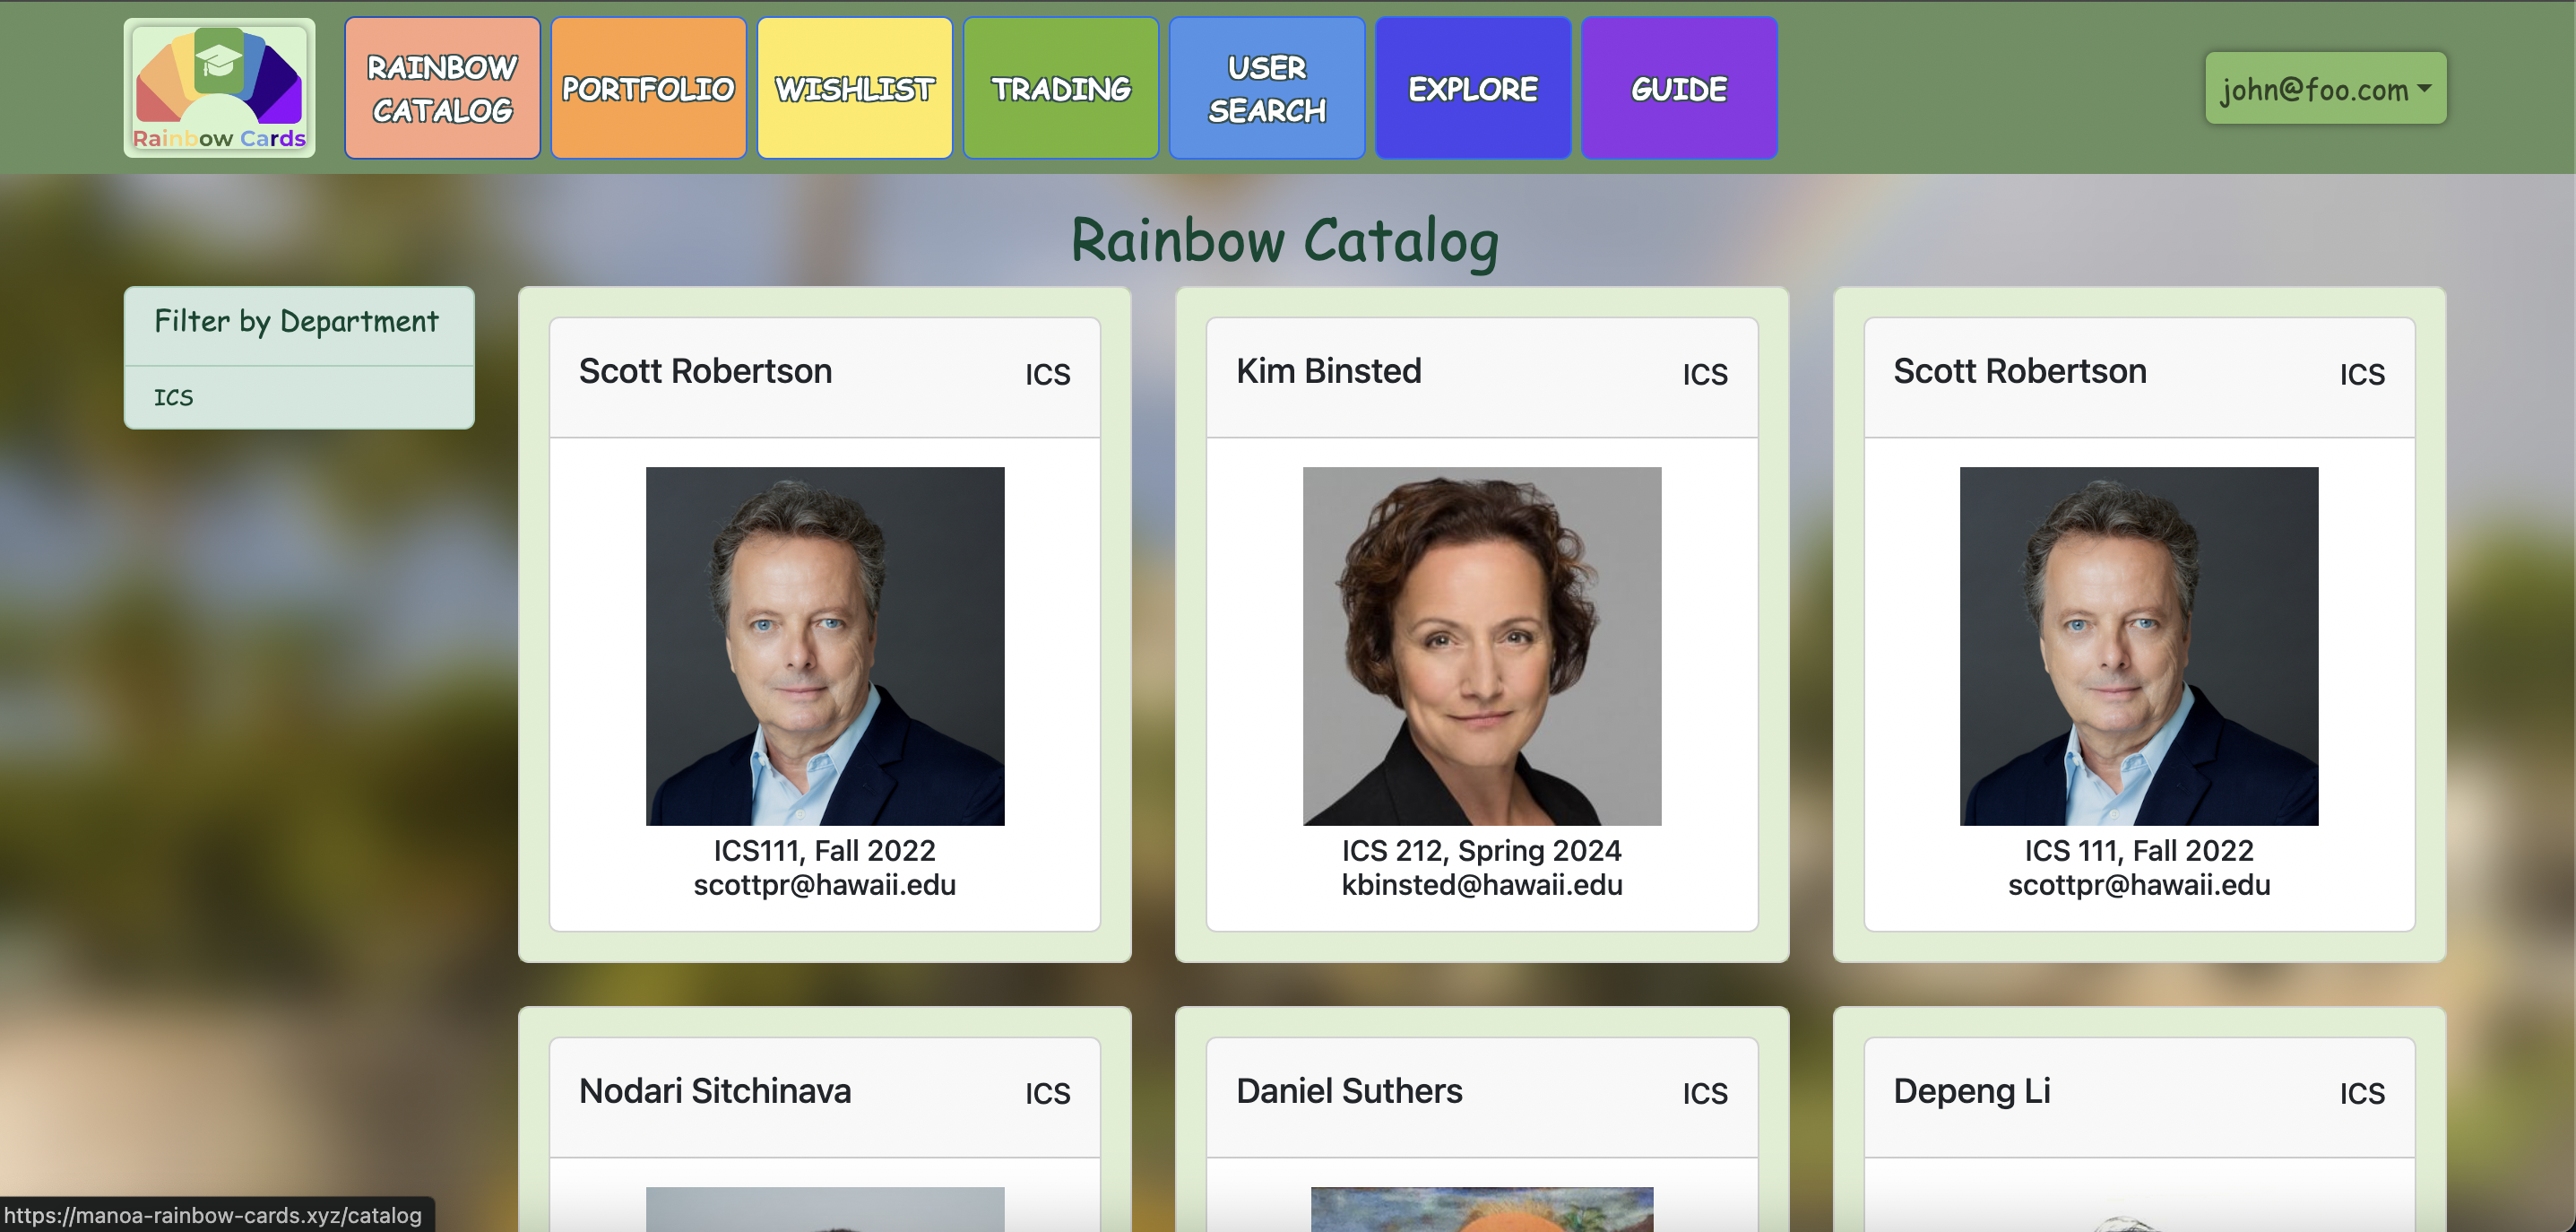 Rainbow Cards
RAINBOW
CATALOG
PORTFOLIO
WISHLIST
TRADING
USER
SEARCH
EXPLORE
GUIDE
john@foo.com
Rainbow Catalog
Filter by Department
ICS
Scott Robertson ICS
ICS111, Fall 2022
scottpr@hawaii.edu
Kim Binsted ICS
ICS 212, Spring 2024
kbinsted@hawaii.edu
Scott Robertson ICS
ICS 111, Fall 2022
scottpr@hawaii.edu
Nodari Sitchinava ICS
Daniel Suthers ICS
Depeng Li ICS
https://manoa-rainbow-cards.xyz/catalog